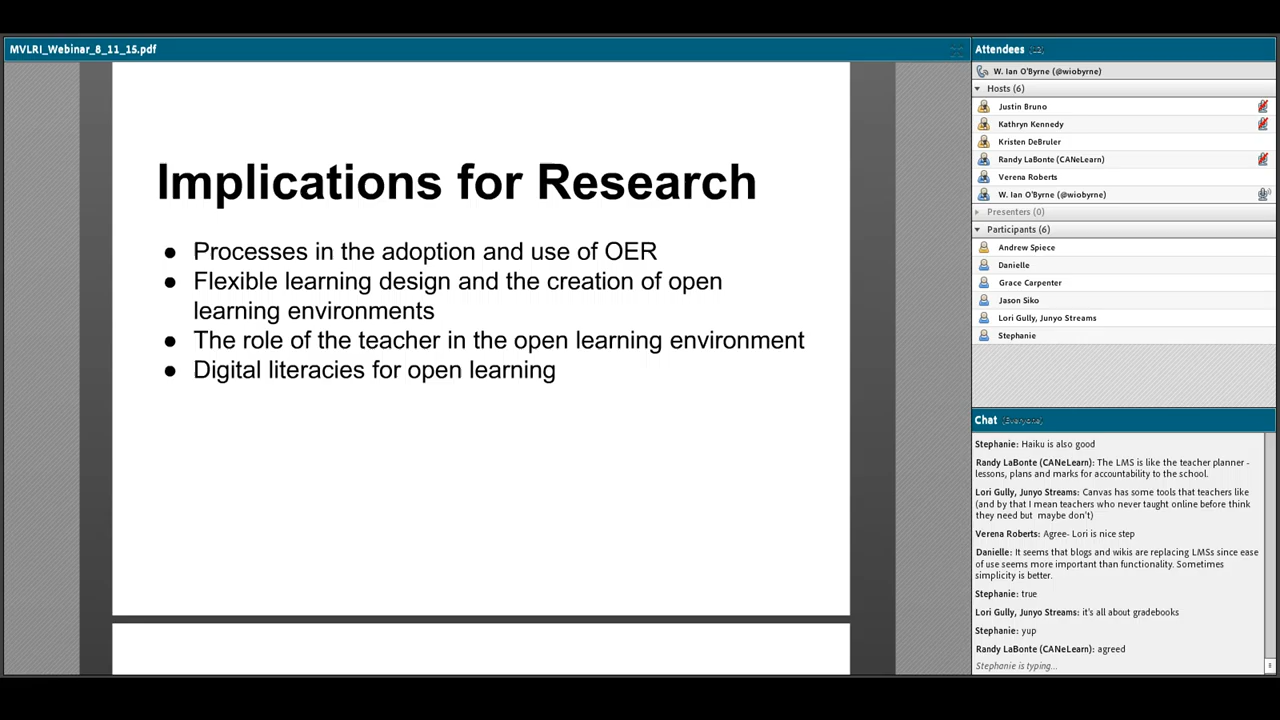 MVLRI_Webinar_8_11_15.pdf
Implications for Research
● Processes in the adoption and use of OER
● Flexible learning design and the creation of open
learning environments
● The role of the teacher in the open learning environment
● Digital literacies for open learning
Attendees (12)
W. Ian O'Byrne (@wiobyrne)
Hosts (6)
Justin Bruno
Kathryn Kennedy
Kristen DeBruler
Randy LaBonte (CANeLearn)
Verena Roberts
W. Ian O'Byrne (@wiobyrne)
Presenters (0)
Participants (6)
Andrew Spiece
Danielle
Grace Carpenter
Jason Siko
Lori Gully, Junyo Streams
Stephanie
Chat (Everyone)
Stephanie: Haiku is also good
Randy LaBonte (CANeLearn): The LMS is like the teacher planner -
lessons, plans and marks for accountability to the school.
Lori Gully, Junyo Streams: Canvas has some tools that teachers like
(and by that I mean teachers who never taught online before think
they need but maybe don't)
Verena Roberts: Agree- Lori is nice step
Danielle: It seems that blogs and wikis are replacing LMSs since ease
of use seems more important than functionality. Sometimes
simplicity is better.
Stephanie: true
Lori Gully, Junyo Streams: it's all about gradebooks
Stephanie: yup
Randy LaBonte (CANeLearn): agreed
Stephanie is typing...